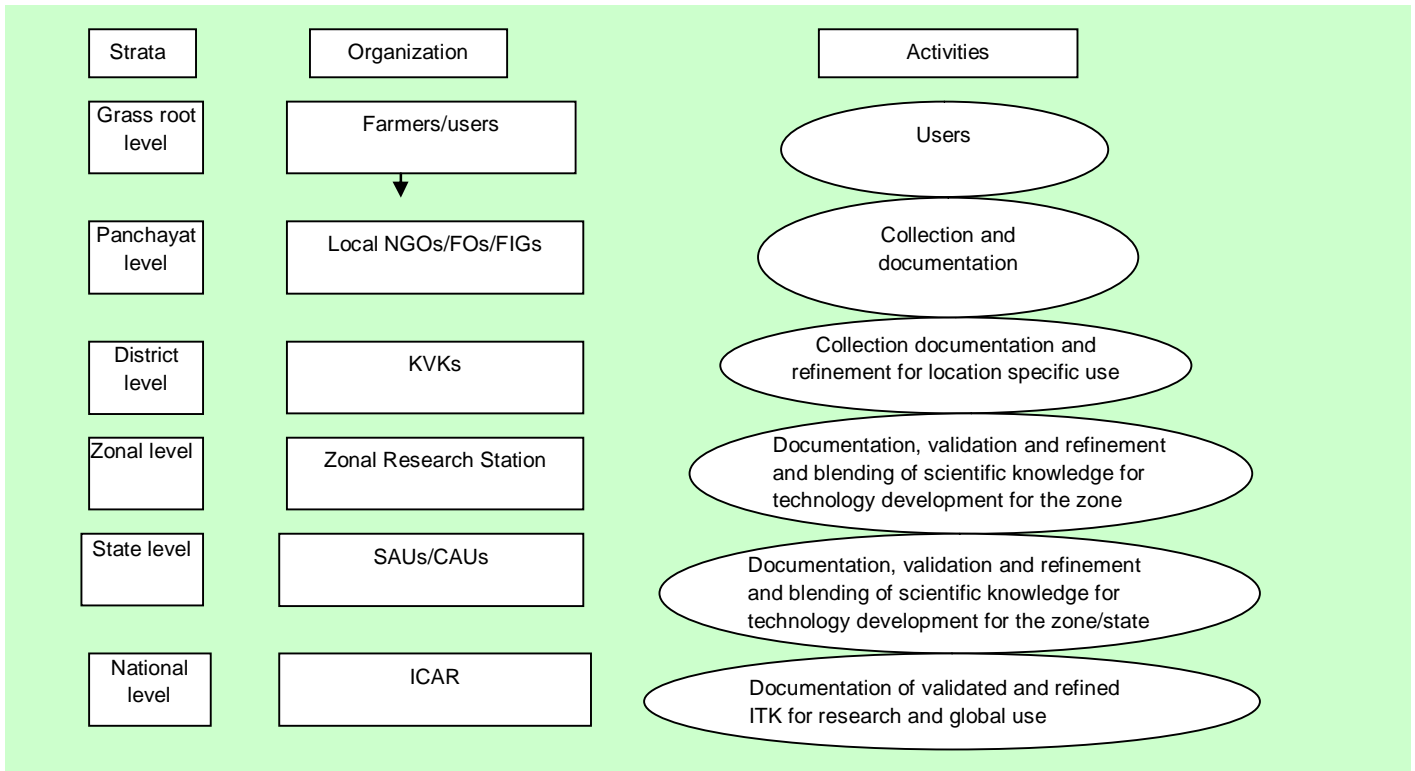 Strata
Organization
Activities
Grass root
level
Farmers/users
Users
Panchayat
level
Local NGOs/FOs/FIGs
Collection and
documentation
District
level
KVKs
Collection documentation and
refinement for location specific use
Zonal level
Zonal Research Station
Documentation, validation and refinement
and blending of scientific knowledge for
technology development for the zone
State level
SAUs/CAUs
Documentation, validation and refinement
and blending of scientific knowledge for
technology development for the zone/state
National
level
ICAR
Documentation of validated and refined
ITK for research and global use